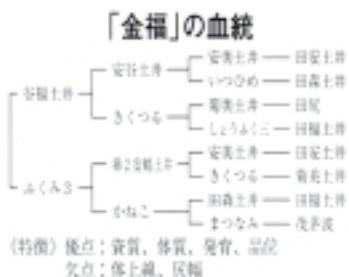 「金福」の血統
安美土井 田安土井
安谷土井
いつひめ 田森土井
谷福土井
菊美土井 田尻
きくつる
しょうふく三 田福土井
安美土井 田安土井
第2安鶴土井
きくつる 菊美土井
ふくみ3
田森土井 田福土井
かねこ
まつなみ 茂美波
(特徴) 優点:資質、体質、発育、品位
欠点:体上線、尻幅